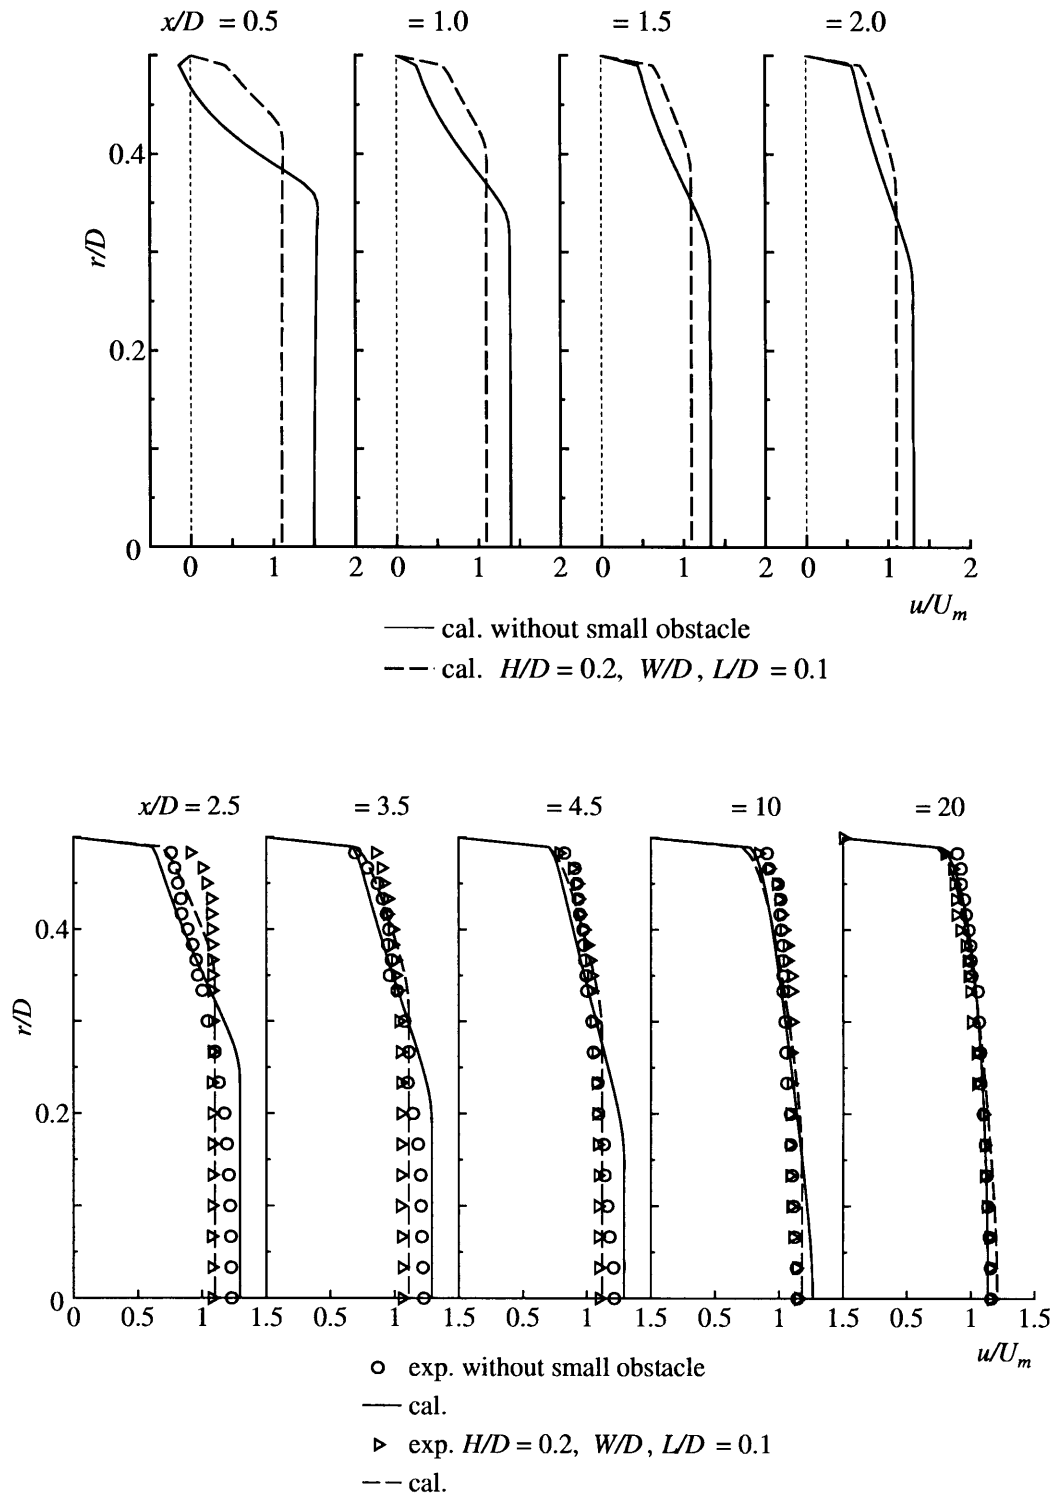 x/D = 0.5 = 1.0 = 1.5 = 2.0
0.4
r/D
0.2
0
0 1 2 0 1 2 0 1 2 0 1 2
u/Um
cal. without small obstacle
cal. H/D = 0.2, W/D, L/D = 0.1
x/D = 2.5 = 3.5 = 4.5 = 10 = 20
0.4
r/D
0.2
0
0 0.5 1 1.5 0.5 1 1.5 0.5 1 1.5 0.5 1 1.5 0.5 1 1.5
u/Um
exp. without small obstacle
cal.
exp. H/D = 0.2, W/D, L/D = 0.1
cal.